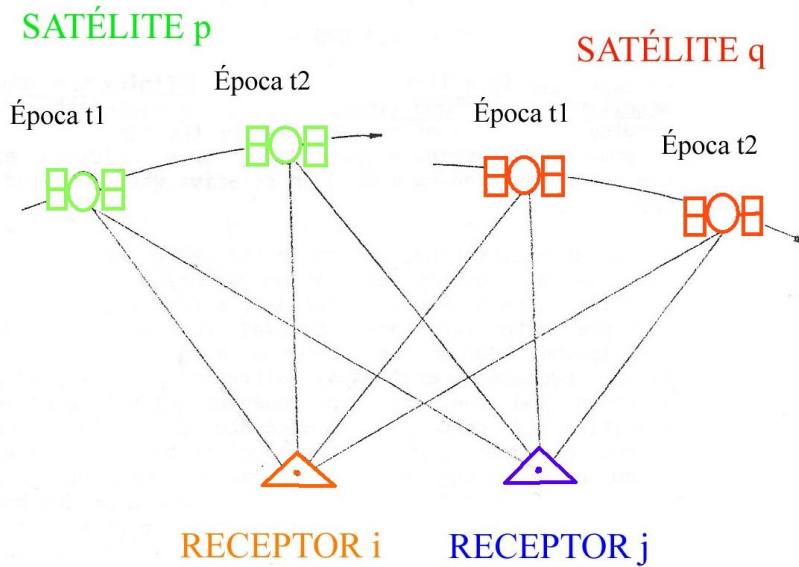 SATÉLITE p
SATÉLITE q
Época t1
Época t2
Época t1
Época t2
RECEPTOR i
RECEPTOR j